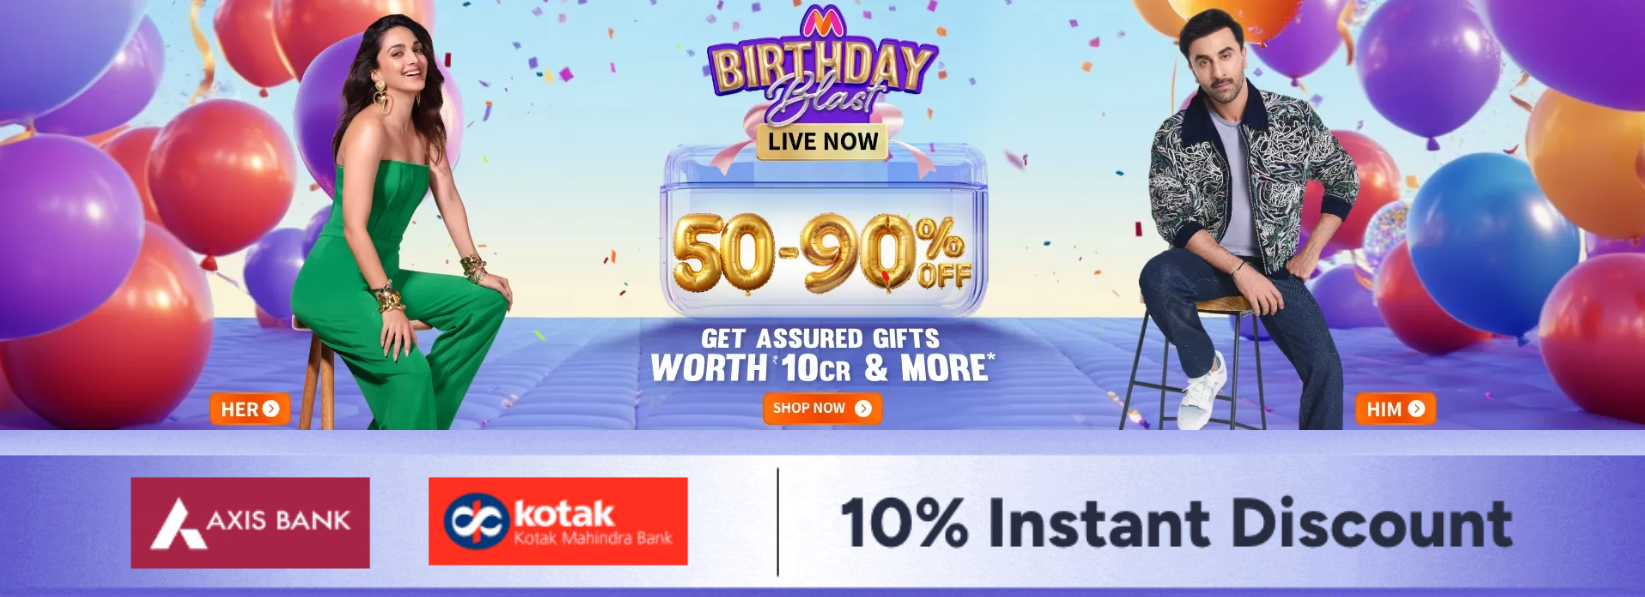 BIRTHDAY
Blast
LIVE NOW
50-90% OFF
GET ASSURED GIFTS
WORTH ₹10CR & MORE*
HER
SHOP NOW
HIM
AXIS BANK
kotak
Kotak Mahindra Bank
10% Instant Discount